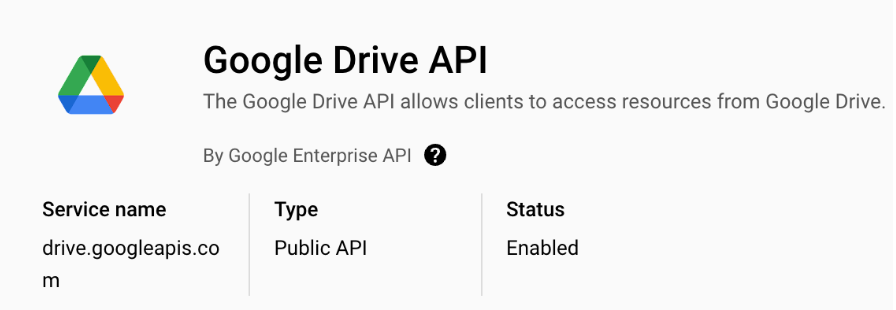 Google Drive API
The Google Drive API allows clients to access resources from Google Drive.
By Google Enterprise API ?
Service name
drive.googleapis.co
m
Type
Public API
Status
Enabled